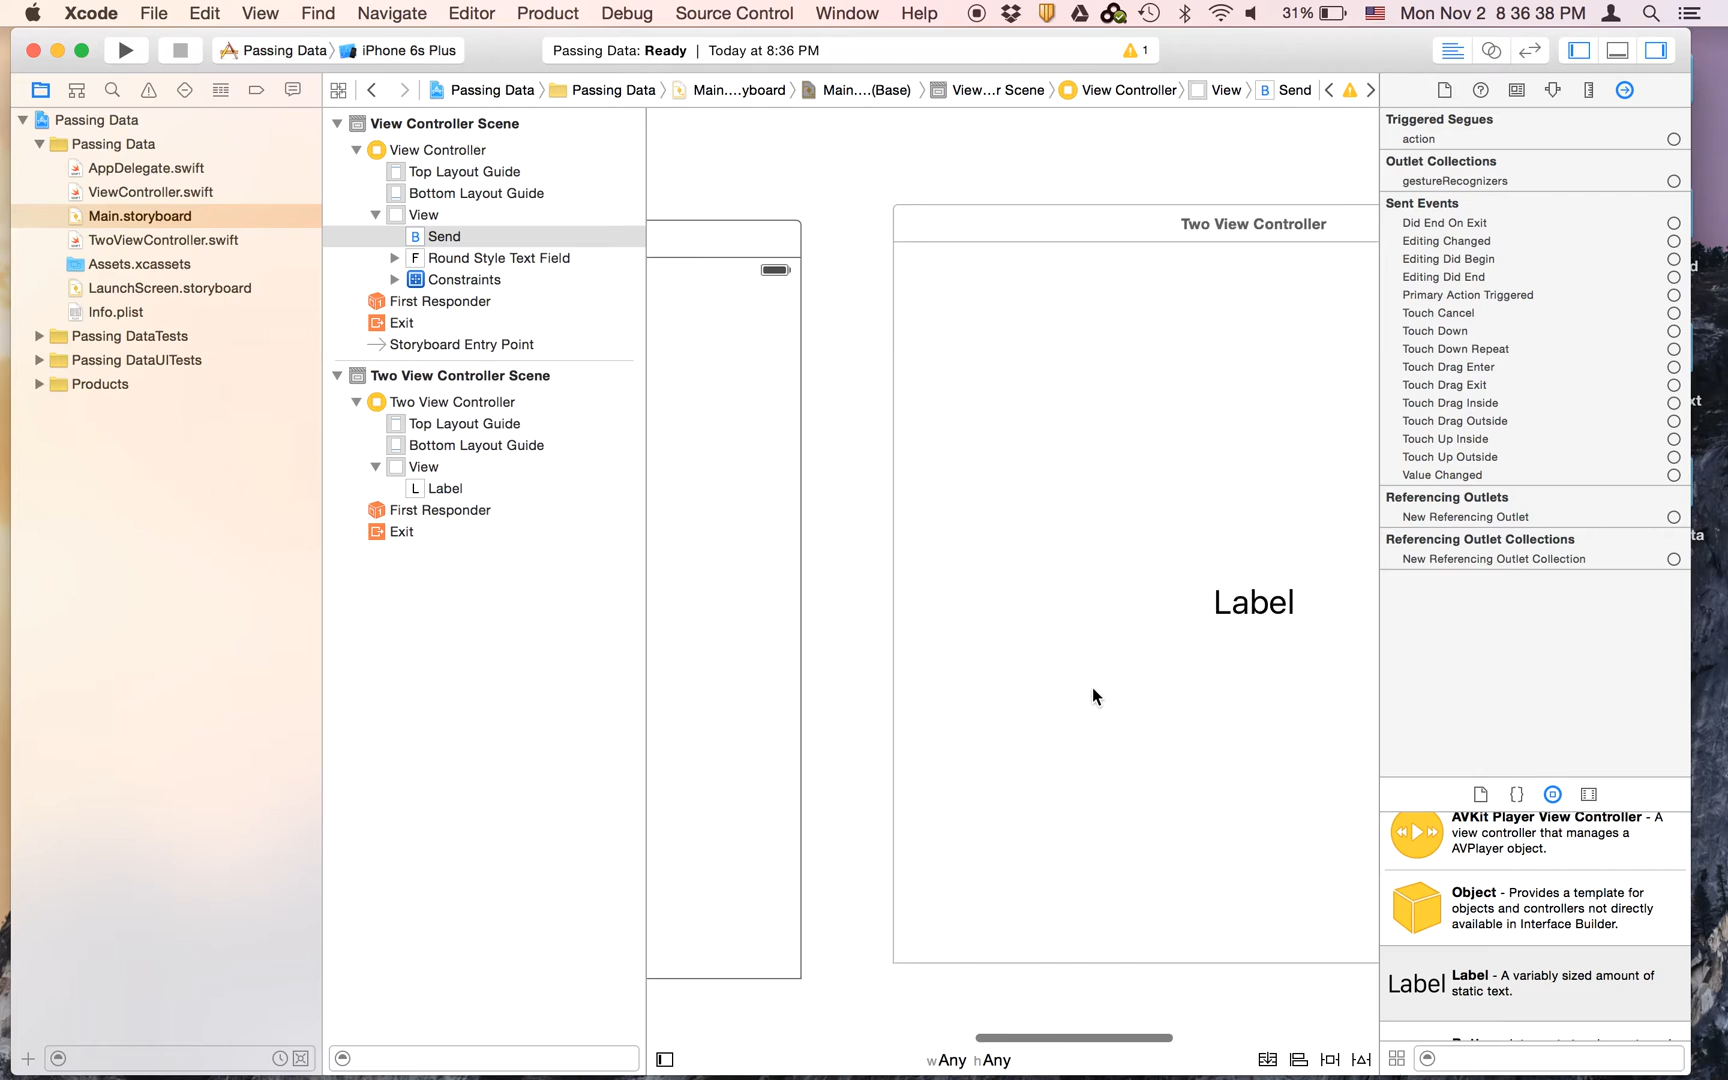 Xcode File Edit View Find Navigate Editor Product Debug Source Control Window Help 31% Mon Nov 2 8 36 38 PM
Passing Data iPhone 6s Plus Passing Data: Ready | Today at 8:36 PM 1
Passing Data Passing Data Main....yboard Main....(Base) View...r Scene View Controller View B Send
Passing Data
Passing Data
AppDelegate.swift
ViewController.swift
Main.storyboard
TwoViewController.swift
Assets.xcassets
LaunchScreen.storyboard
Info.plist
Passing DataTests
Passing DataUITests
Products
View Controller Scene
View Controller
Top Layout Guide
Bottom Layout Guide
View
B Send
F Round Style Text Field
Constraints
First Responder
Exit
Storyboard Entry Point
Two View Controller Scene
Two View Controller
Top Layout Guide
Bottom Layout Guide
View
L Label
First Responder
Exit
Two View Controller
Label
wAny hAny
Triggered Segues
action
Outlet Collections
gestureRecognizers
Sent Events
Did End On Exit
Editing Changed
Editing Did Begin
Editing Did End
Primary Action Triggered
Touch Cancel
Touch Down
Touch Down Repeat
Touch Drag Enter
Touch Drag Exit
Touch Drag Inside
Touch Drag Outside
Touch Up Inside
Touch Up Outside
Value Changed
Referencing Outlets
New Referencing Outlet
Referencing Outlet Collections
New Referencing Outlet Collection
{}
AVKit Player View Controller - A
view controller that manages a
AVPlayer object.
Object - Provides a template for
objects and controllers not directly
available in Interface Builder.
Label
Label - A variably sized amount of
static text.